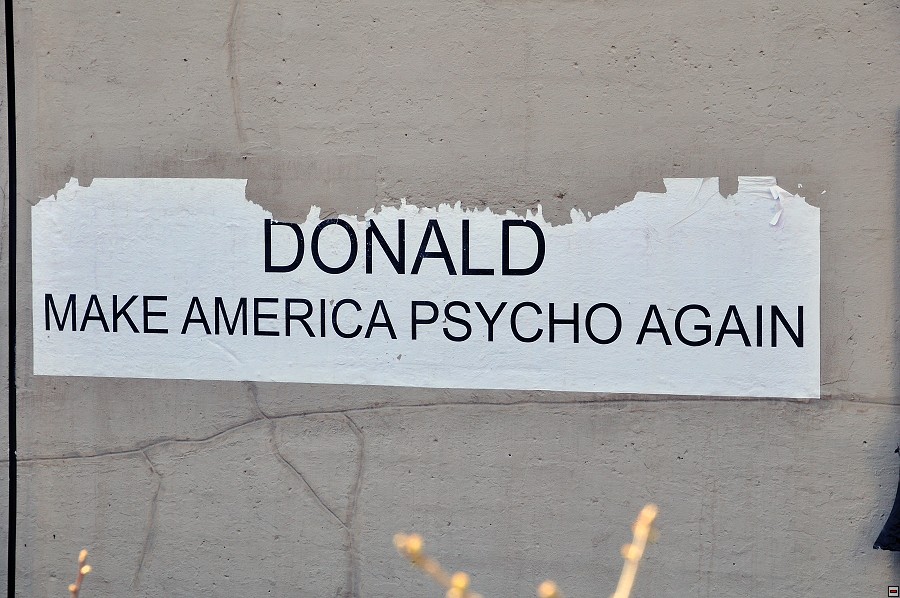 DONALD
MAKE AMERICA PSYCHO AGAIN